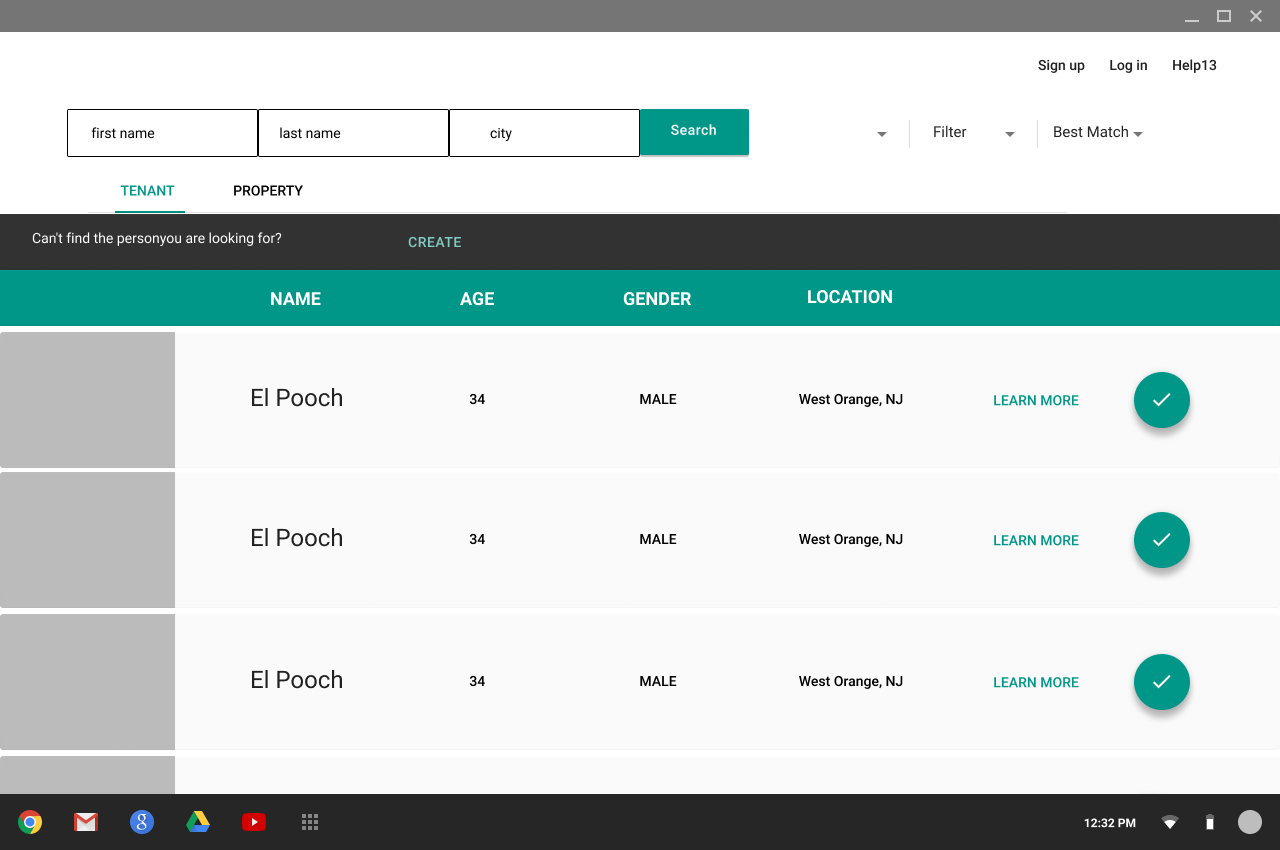 Sign up Log in Help13
first name last name city Search Filter Best Match
TENANT PROPERTY
Can't find the personyou are looking for? CREATE
NAME AGE GENDER LOCATION
El Pooch 34 MALE West Orange, NJ LEARN MORE
El Pooch 34 MALE West Orange, NJ LEARN MORE
El Pooch 34 MALE West Orange, NJ LEARN MORE
g 12:32 PM